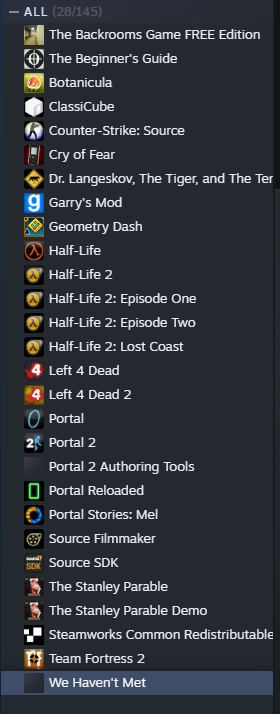 — ALL (28/145)
The Backrooms Game FREE Edition
The Beginner's Guide
Botanicula
ClassiCube
Counter-Strike: Source
Cry of Fear
Dr. Langeskov, The Tiger, and The Ter
Garry's Mod
Geometry Dash
Half-Life
Half-Life 2
Half-Life 2: Episode One
Half-Life 2: Episode Two
Half-Life 2: Lost Coast
Left 4 Dead
Left 4 Dead 2
Portal
Portal 2
Portal 2 Authoring Tools
Portal Reloaded
Portal Stories: Mel
Source Filmmaker
Source SDK
The Stanley Parable
The Stanley Parable Demo
Steamworks Common Redistributable
Team Fortress 2
We Haven't Met